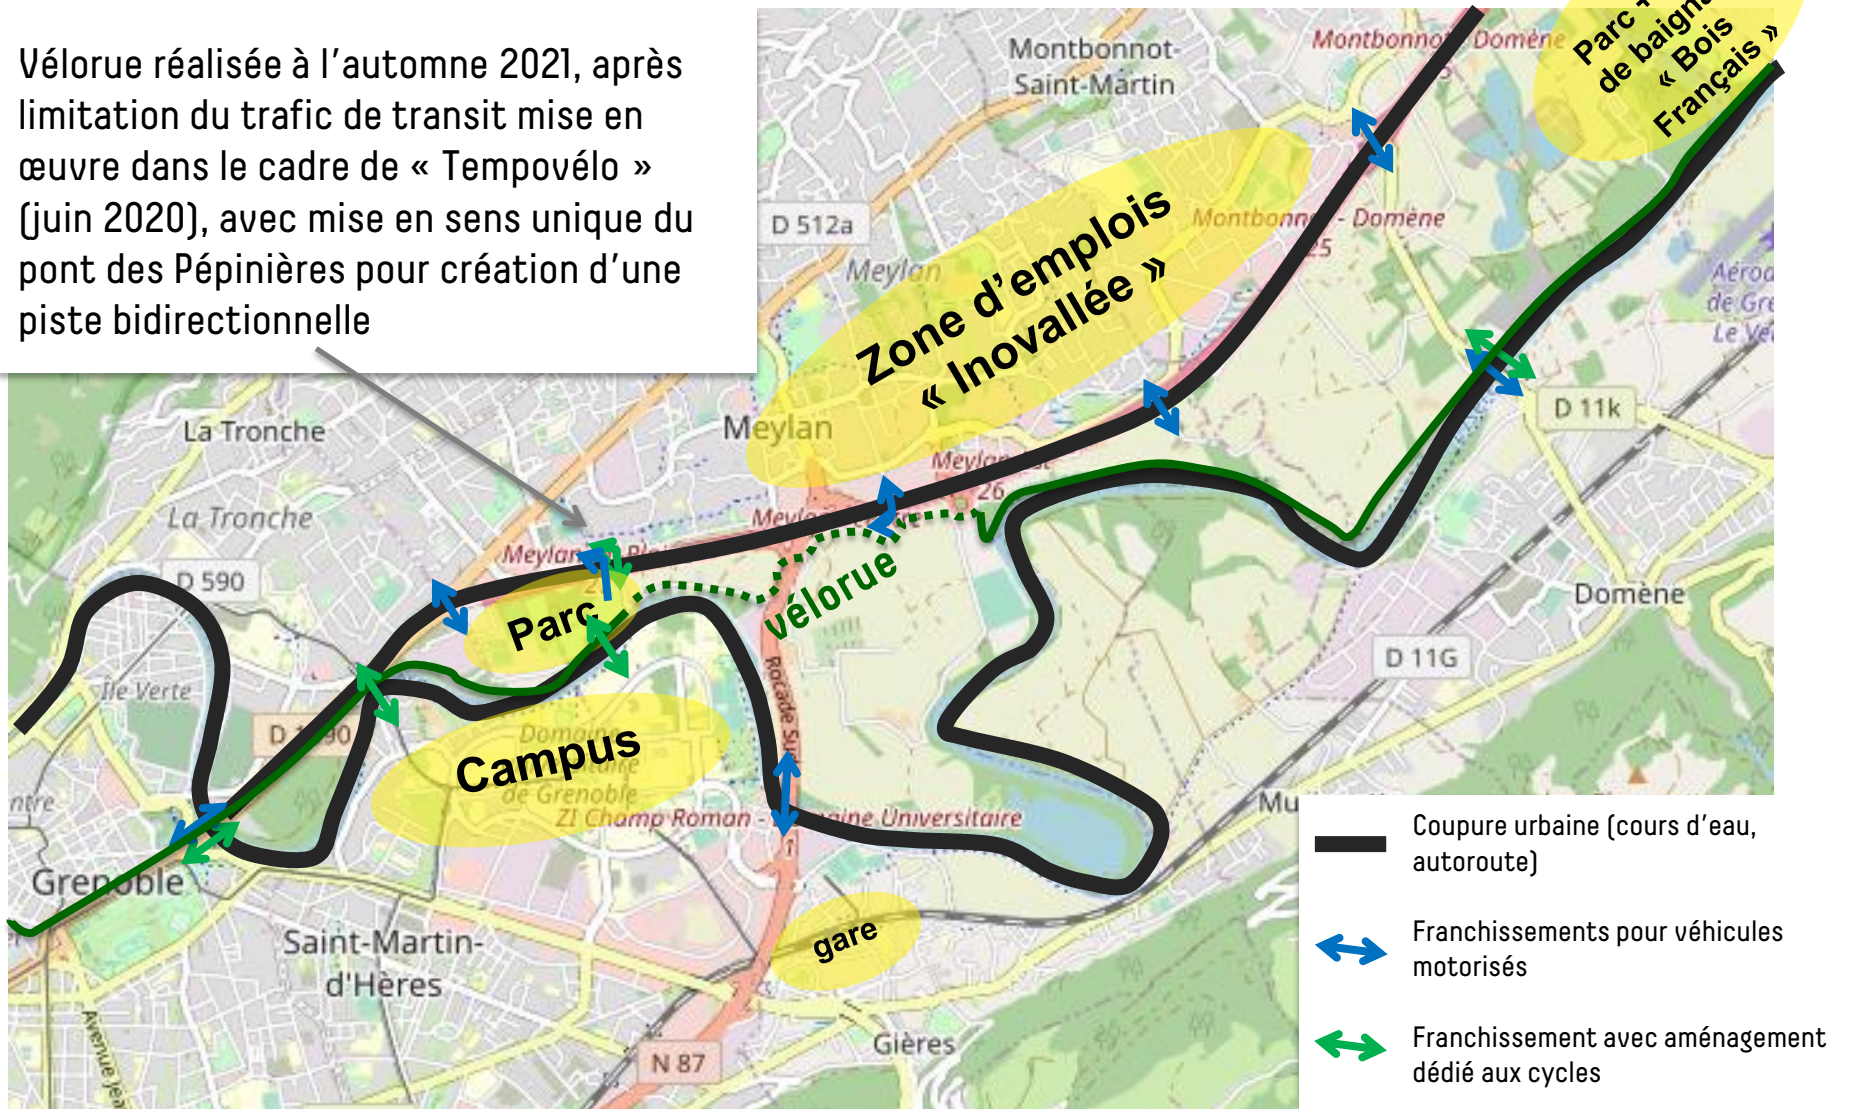 Vélorue réalisée à l'automne 2021, après
limitation du trafic de transit mise en
œuvre dans le cadre de « Tempovélo »
(juin 2020), avec mise en sens unique du
pont des Pépinières pour création d'une
piste bidirectionnelle
Montbonnot-
Saint-Martin
Domène
Parc
« Bois
Français »
D 512a
Meylan
Montbonnot - Domène
25
Zone d'emplois
« Inovallée »
D 11k
La Tronche
Meylan
La Tronche
26
D 590
Parc
vélorue
Domène
D 11G
Île Verte
Campus
Domaine
de Grenoble
Rocade Sud
ZI Champ Roman - Domaine Universitaire
1
Grenoble
Saint-Martin-
d'Hères
gare
Gières
N 87
Coupure urbaine (cours d'eau,
autoroute)
Franchissements pour véhicules
motorisés
Franchissement avec aménagement
dédié aux cycles